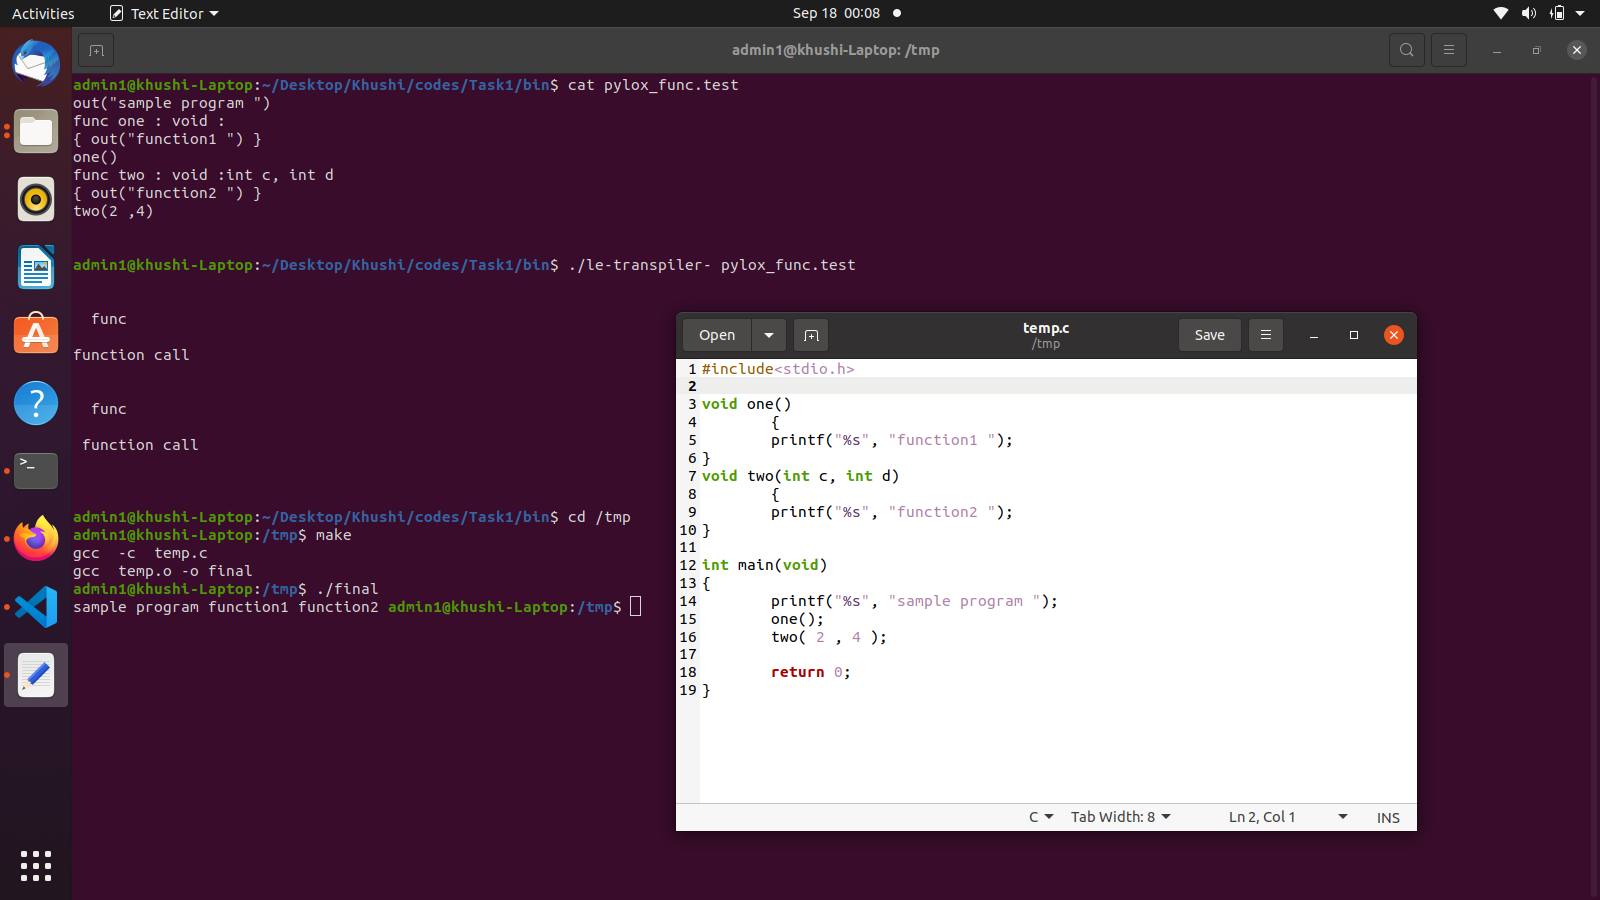 Activities Text Editor Sep 18 00:08
admin1@khushi-Laptop: /tmp
admin1@khushi-Laptop:~/Desktop/Khushi/codes/Task1/bin$ cat pylox_func.test
out("sample program ")
func one : void :
{ out("function1 ") }
one()
func two : void :int c, int d
{ out("function2 ") }
two(2 ,4)
admin1@khushi-Laptop:~/Desktop/Khushi/codes/Task1/bin$ ./le-transpiler- pylox_func.test
func
function call
func
function call
admin1@khushi-Laptop:~/Desktop/Khushi/codes/Task1/bin$ cd /tmp
admin1@khushi-Laptop:/tmp$ make
gcc  -c  temp.c
gcc  temp.o -o final
admin1@khushi-Laptop:/tmp$ ./final
sample program function1 function2 admin1@khushi-Laptop:/tmp$
Open temp.c Save
/tmp
1 #include<stdio.h>
2
3 void one()
4 {
5 printf("%s", "function1 ");
6 }
7 void two(int c, int d)
8 {
9 printf("%s", "function2 ");
10 }
11
12 int main(void)
13 {
14 printf("%s", "sample program ");
15 one();
16 two( 2 , 4 );
17
18 return 0;
19 }
C Tab Width: 8 Ln 2, Col 1 INS